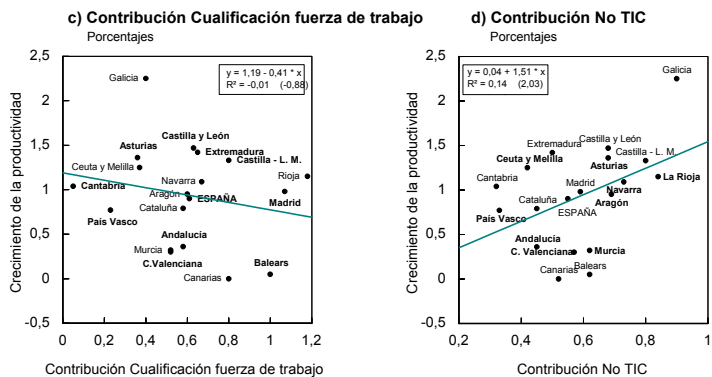 c) Contribución Cualificación fuerza de trabajo
Porcentajes
Crecimiento de la productividad
2,5
2
1,5
1
0,5
0
-0,5
y = 1,19 - 0,41 * x
R² = -0,01 (-0,88)
Galicia
Castilla y León
Asturias
Extremadura
Castilla - L. M.
Ceuta y Melilla
Rioja
Navarra
Cantabria
Aragón
ESPAÑA
Madrid
Cataluña
País Vasco
Andalucía
Murcia
C.Valenciana
Balears
Canarias
0
0,2
0,4
0,6
0,8
1
1,2
Contribución Cualificación fuerza de trabajo
d) Contribución No TIC
Porcentajes
Crecimiento de la productividad
2,5
2
1,5
1
0,5
0
-0,5
y = 0,04 + 1,51 * x
R² = 0,14 (2,03)
Galicia
Castilla y León
Extremadura
Castilla - L. M.
Ceuta y Melilla
Asturias
Cantabria
La Rioja
Madrid
Navarra
Aragón
Cataluña
ESPAÑA
País Vasco
Andalucía
C. Valenciana
Murcia
Balears
Canarias
0,2
0,4
0,6
0,8
1
Contribución No TIC